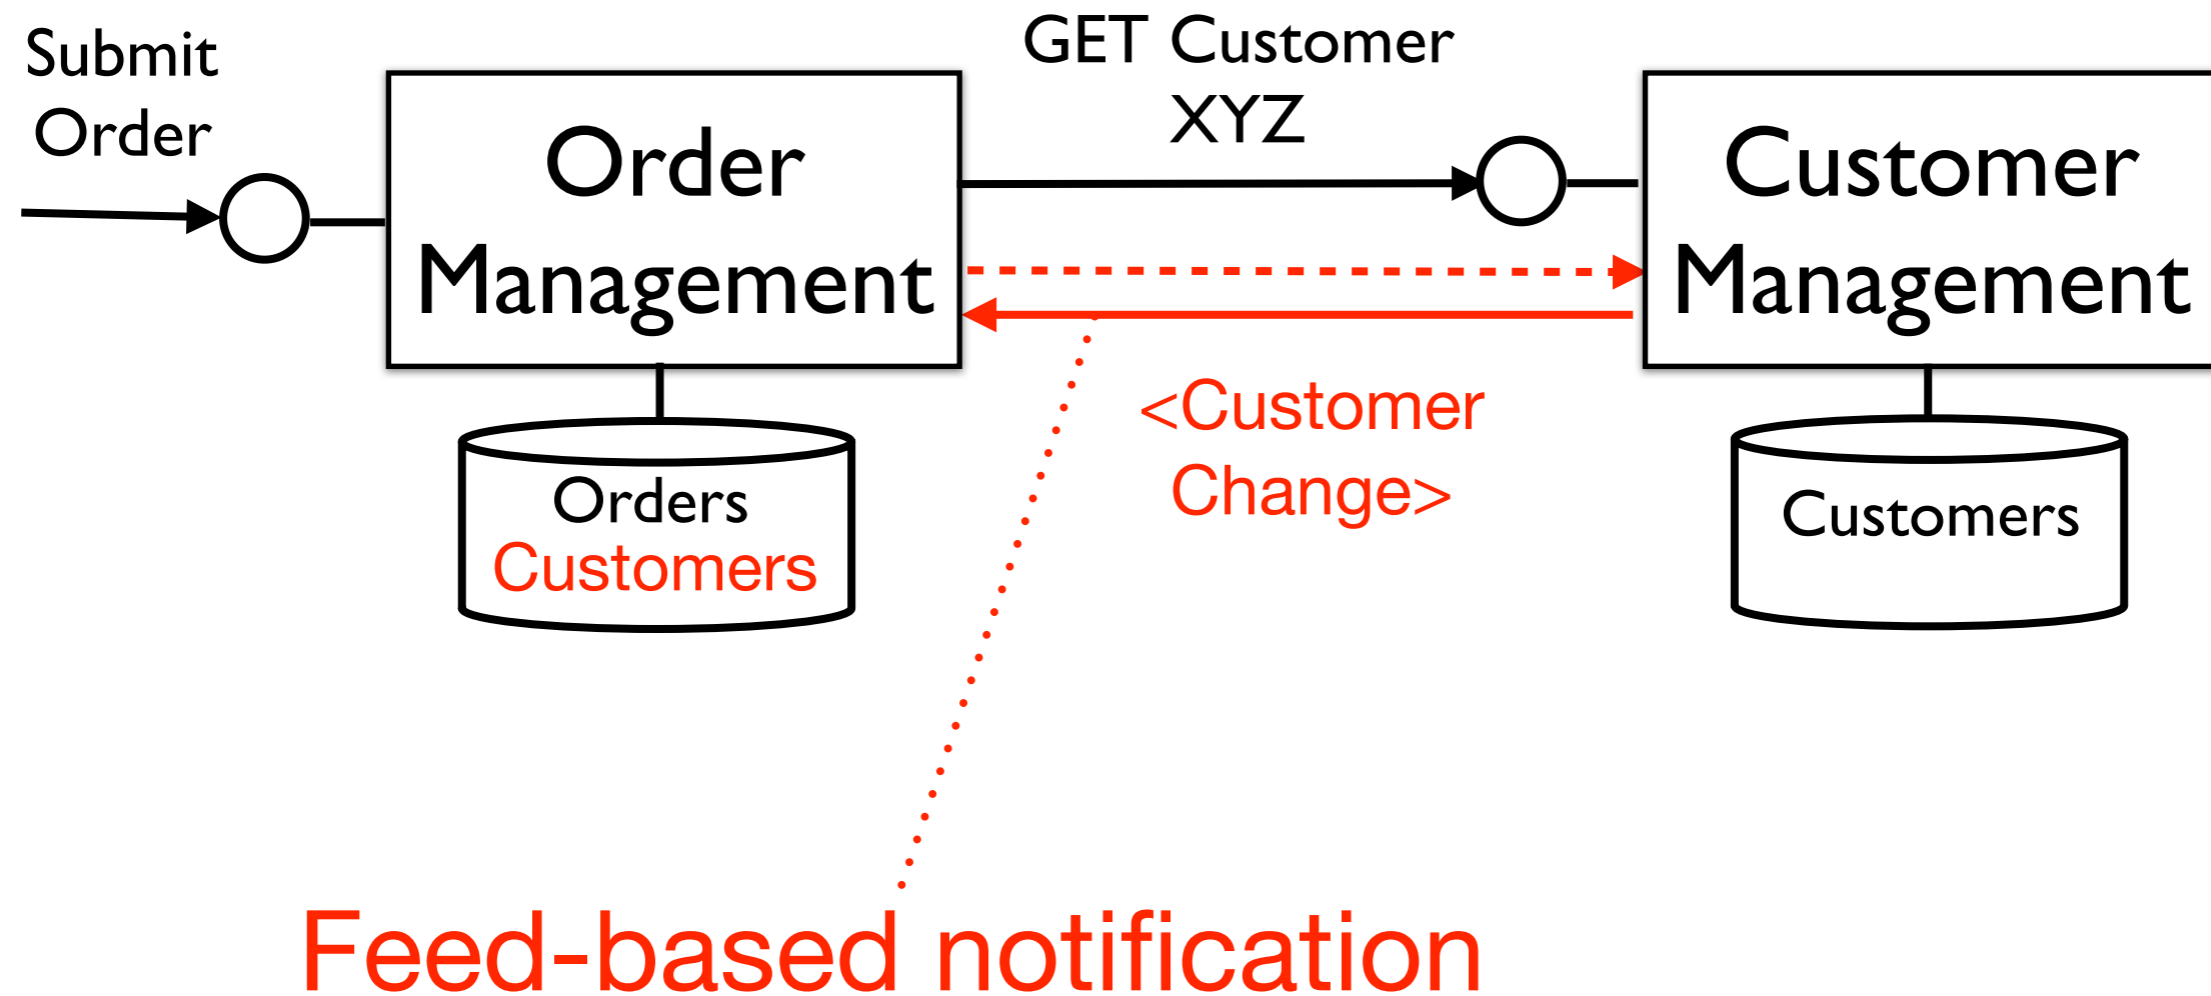 Submit
Order
GET Customer
XYZ
Order
Management
Customer
Management
<Customer
Change>
Orders
Customers
Customers
Feed-based notification